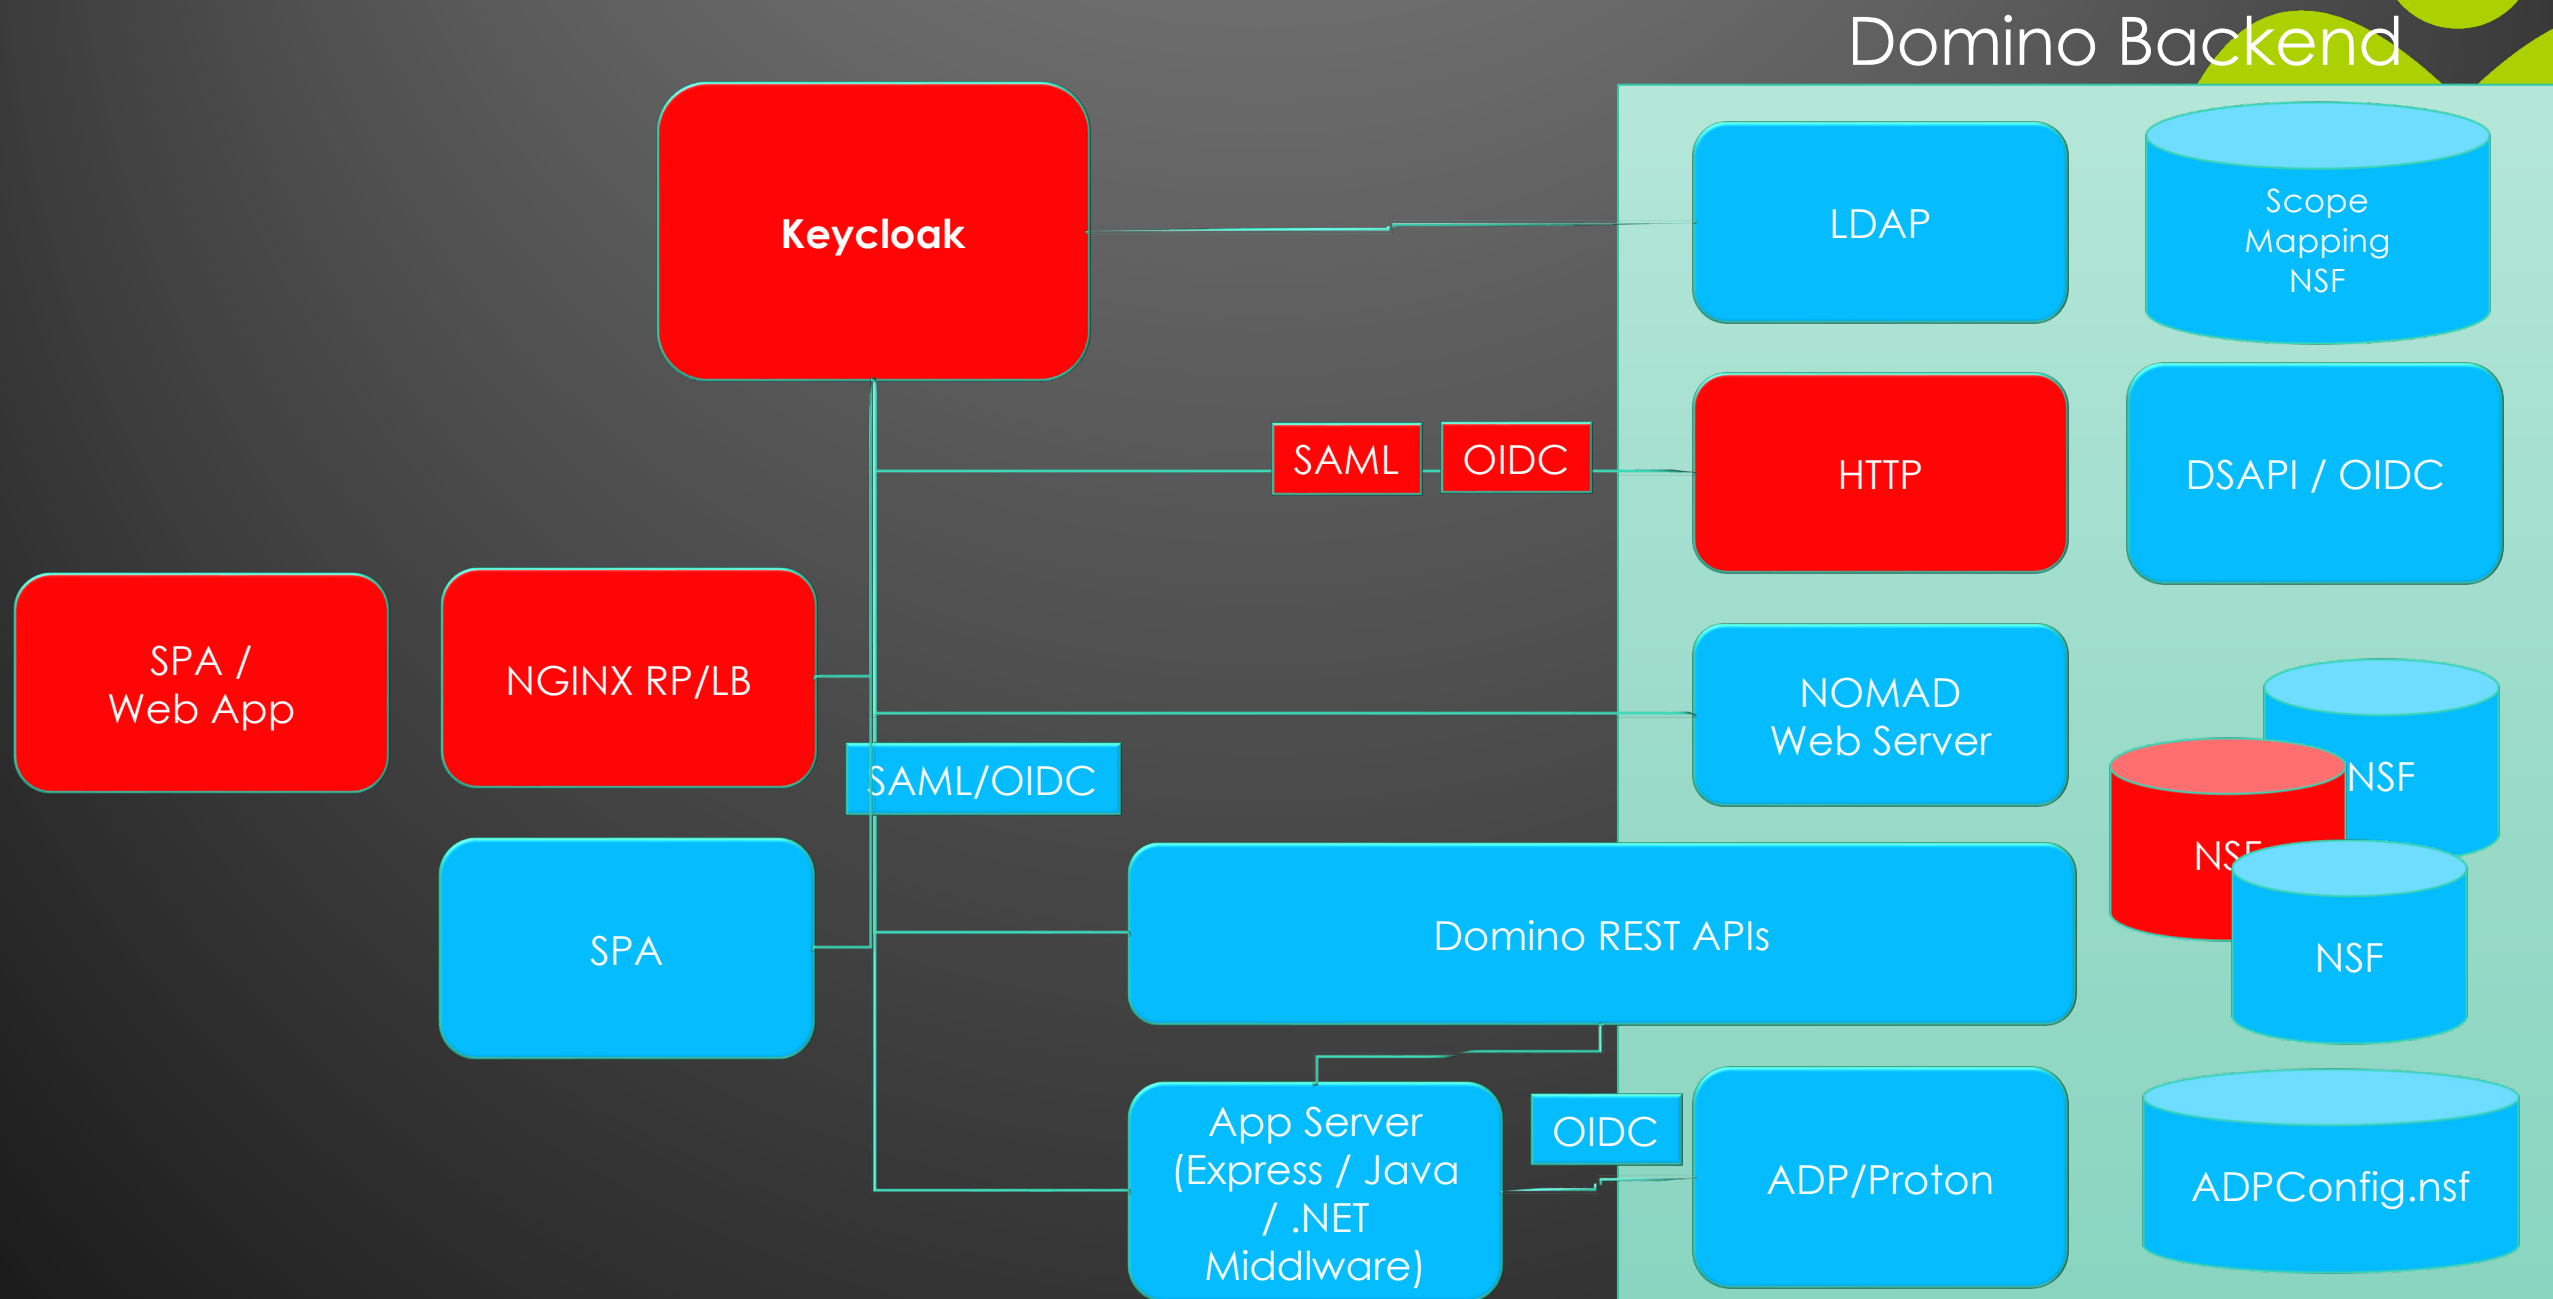 Domino Backend
Keycloak
LDAP
Scope
Mapping
NSF
SAML
OIDC
HTTP
DSAPI / OIDC
SPA /
Web App
NGINX RP/LB
NOMAD
Web Server
NSF
SAML/OIDC
NSF
SPA
Domino REST APIs
NSF
App Server
(Express / Java
/ .NET
Middlware)
OIDC
ADP/Proton
ADPConfig.nsf